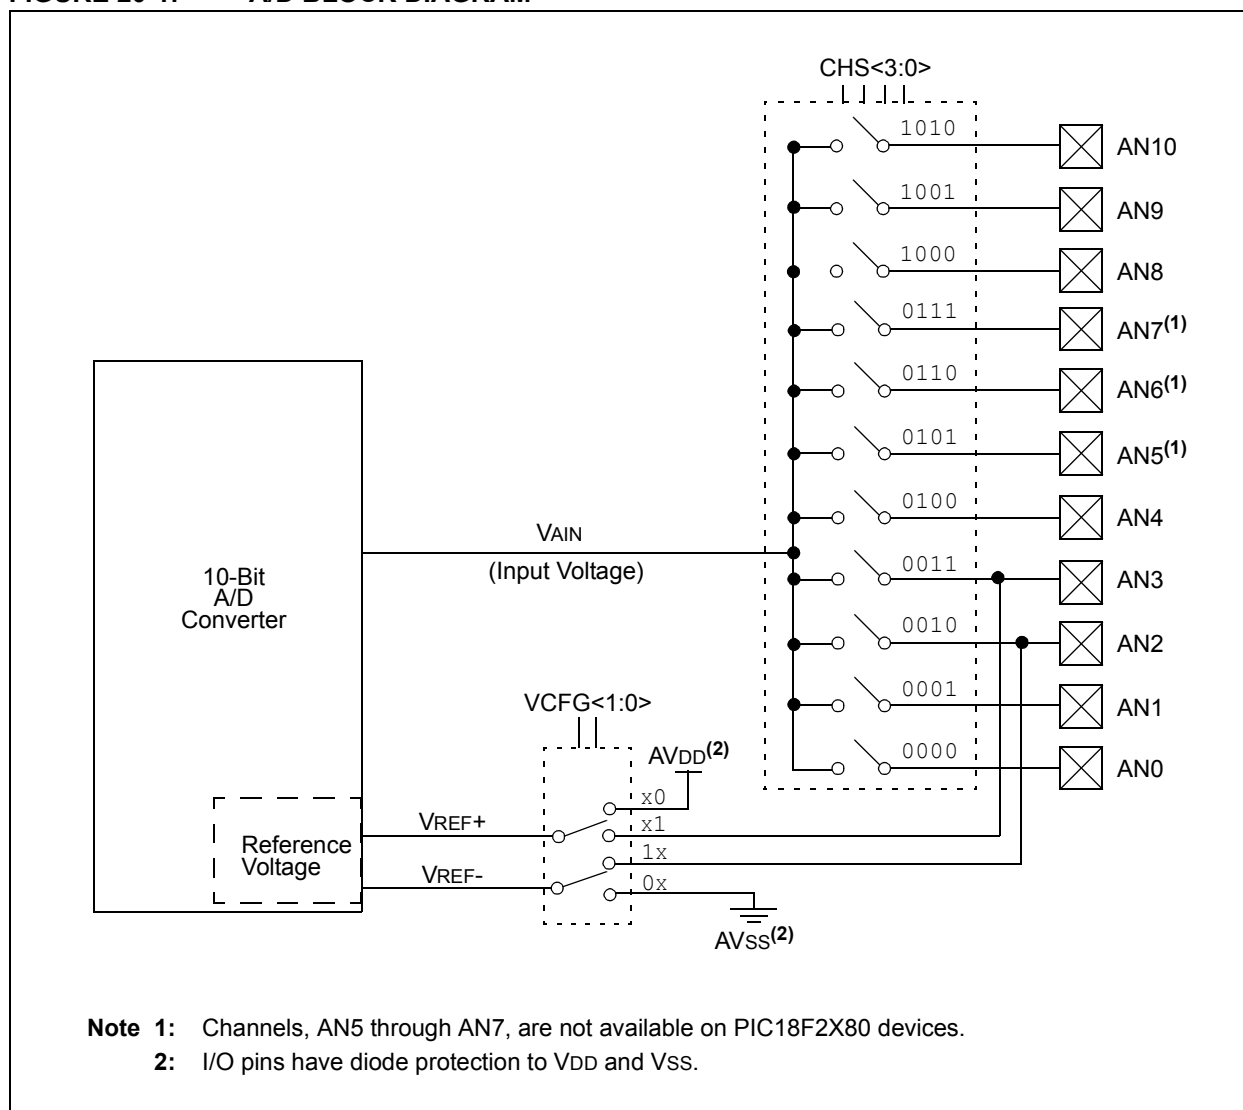 CHS<3:0>
1010 AN10
1001 AN9
1000 AN8
0111 AN7(1)
0110 AN6(1)
0101 AN5(1)
0100 AN4
VAIN
(Input Voltage)
0011 AN3
10-Bit
A/D
Converter
0010 AN2
0001 AN1
VCFG<1:0>
AVDD(2)
0000 AN0
x0
VREF+
x1
Reference
Voltage
1x
VREF-
0x
AVSS(2)
Note 1: Channels, AN5 through AN7, are not available on PIC18F2X80 devices.
2: I/O pins have diode protection to VDD and VSS.